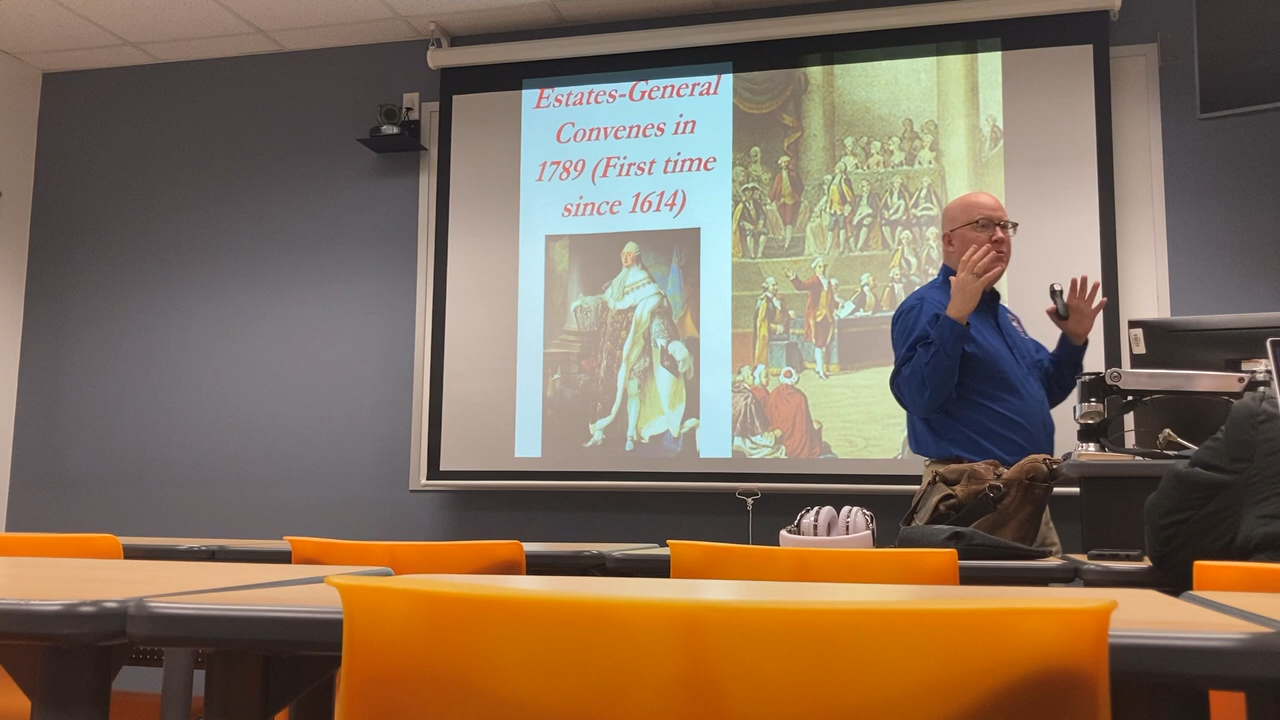 Estates-General
Convenes in
1789 (First time
since 1614)